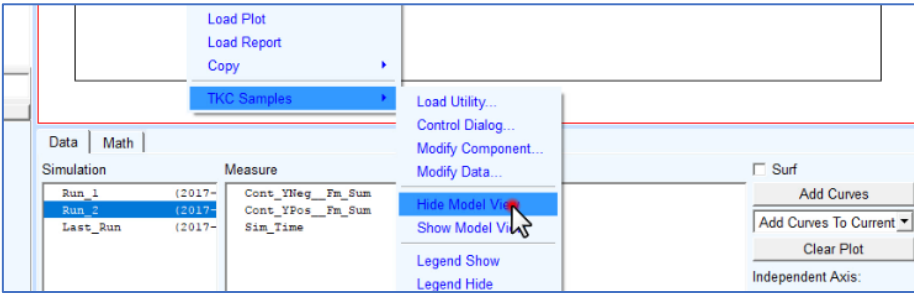 Load Plot
Load Report
Copy
TKC Samples
Load Utility...
Control Dialog...
Modify Component...
Modify Data...
Hide Model View
Show Model View
Legend Show
Legend Hide
Data
Math
Simulation
Measure
Surf
Run_1 (2017-
Run_2 (2017-
Last_Run (2017-
Cont_YNeg__Fm_Sum
Cont_YPos__Fm_Sum
Sim_Time
Add Curves
Add Curves To Current
Clear Plot
Independent Axis: